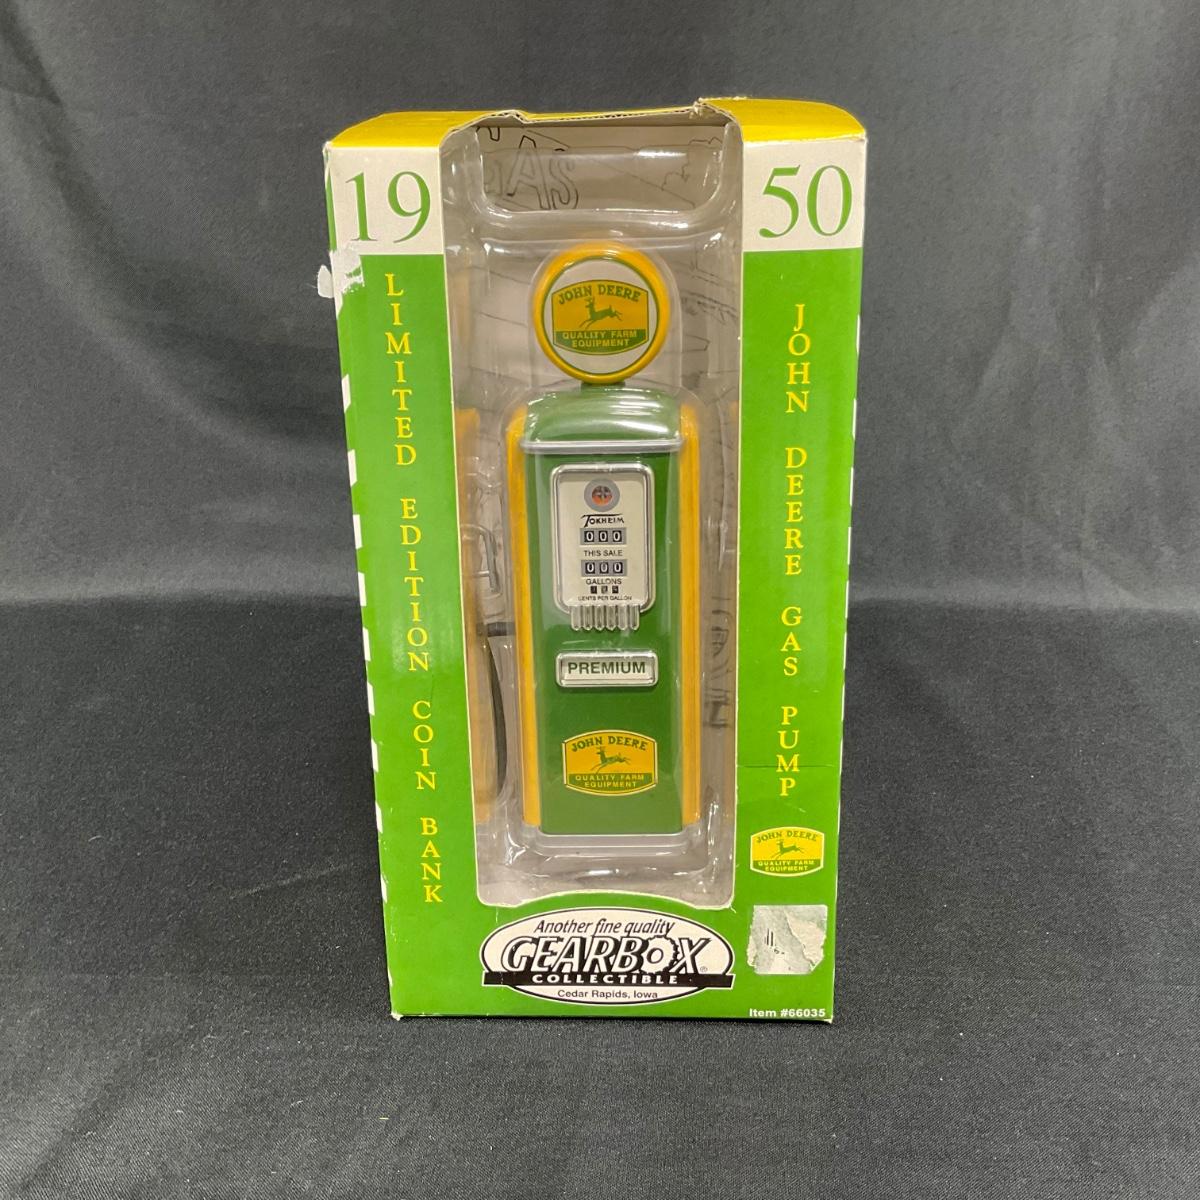 19
50
LIMITED EDITION COIN BANK
JOHN DEERE GAS PUMP
JOHN DEERE
QUALITY FARM
EQUIPMENT
TOKHEIM
000
THIS SALE
000
GALLONS
CENTS PER GALLON
PREMIUM
JOHN DEERE
QUALITY FARM
EQUIPMENT
JOHN DEERE
QUALITY FARM
EQUIPMENT
Another fine quality
GEARBOX®
COLLECTIBLE
Cedar Rapids, Iowa
Item #66035